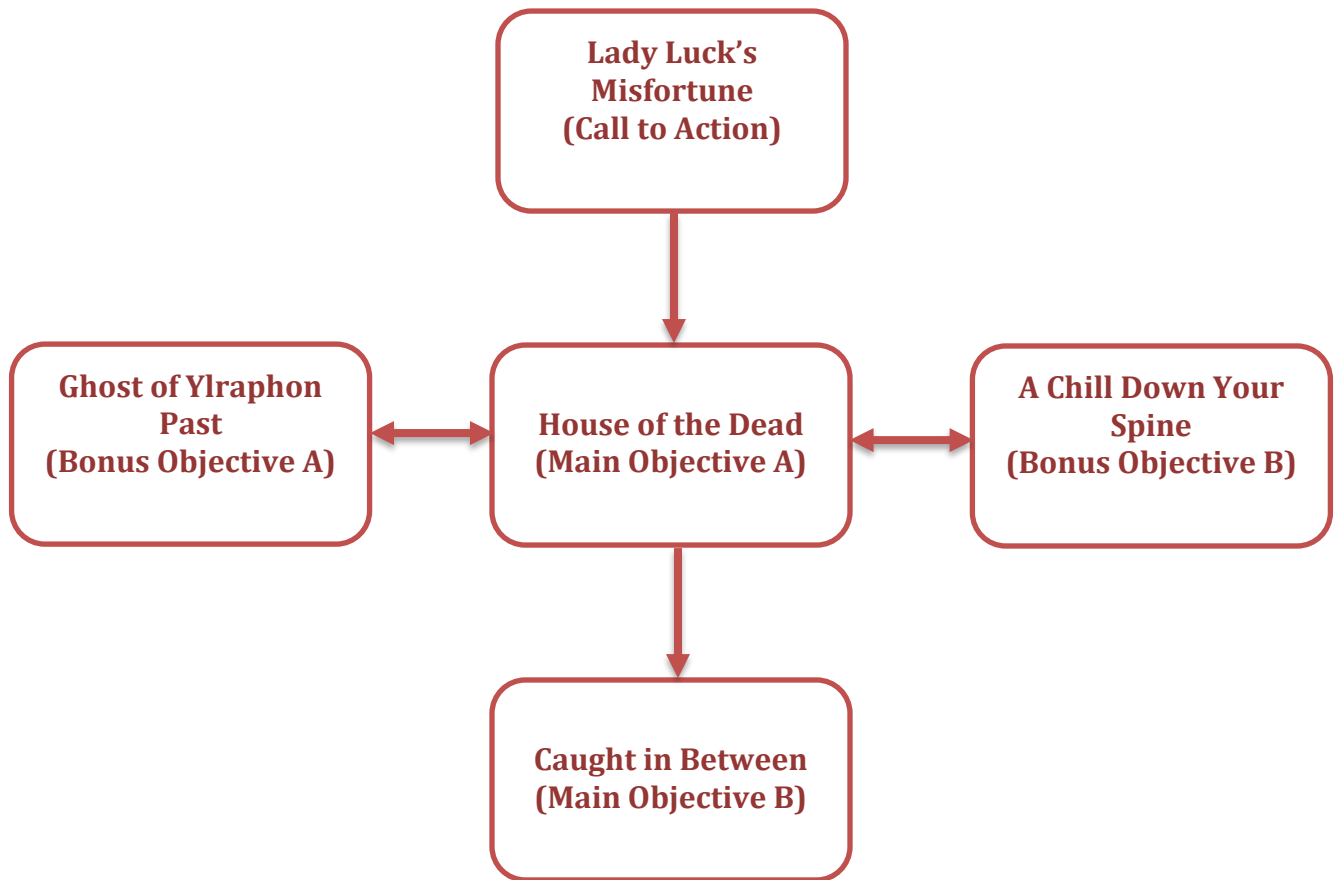 Lady Luck’s
Misfortune
(Call to Action)
Ghost of Ylraphon
Past
(Bonus Objective A)
House of the Dead
(Main Objective A)
A Chill Down Your
Spine
(Bonus Objective B)
Caught in Between
(Main Objective B)